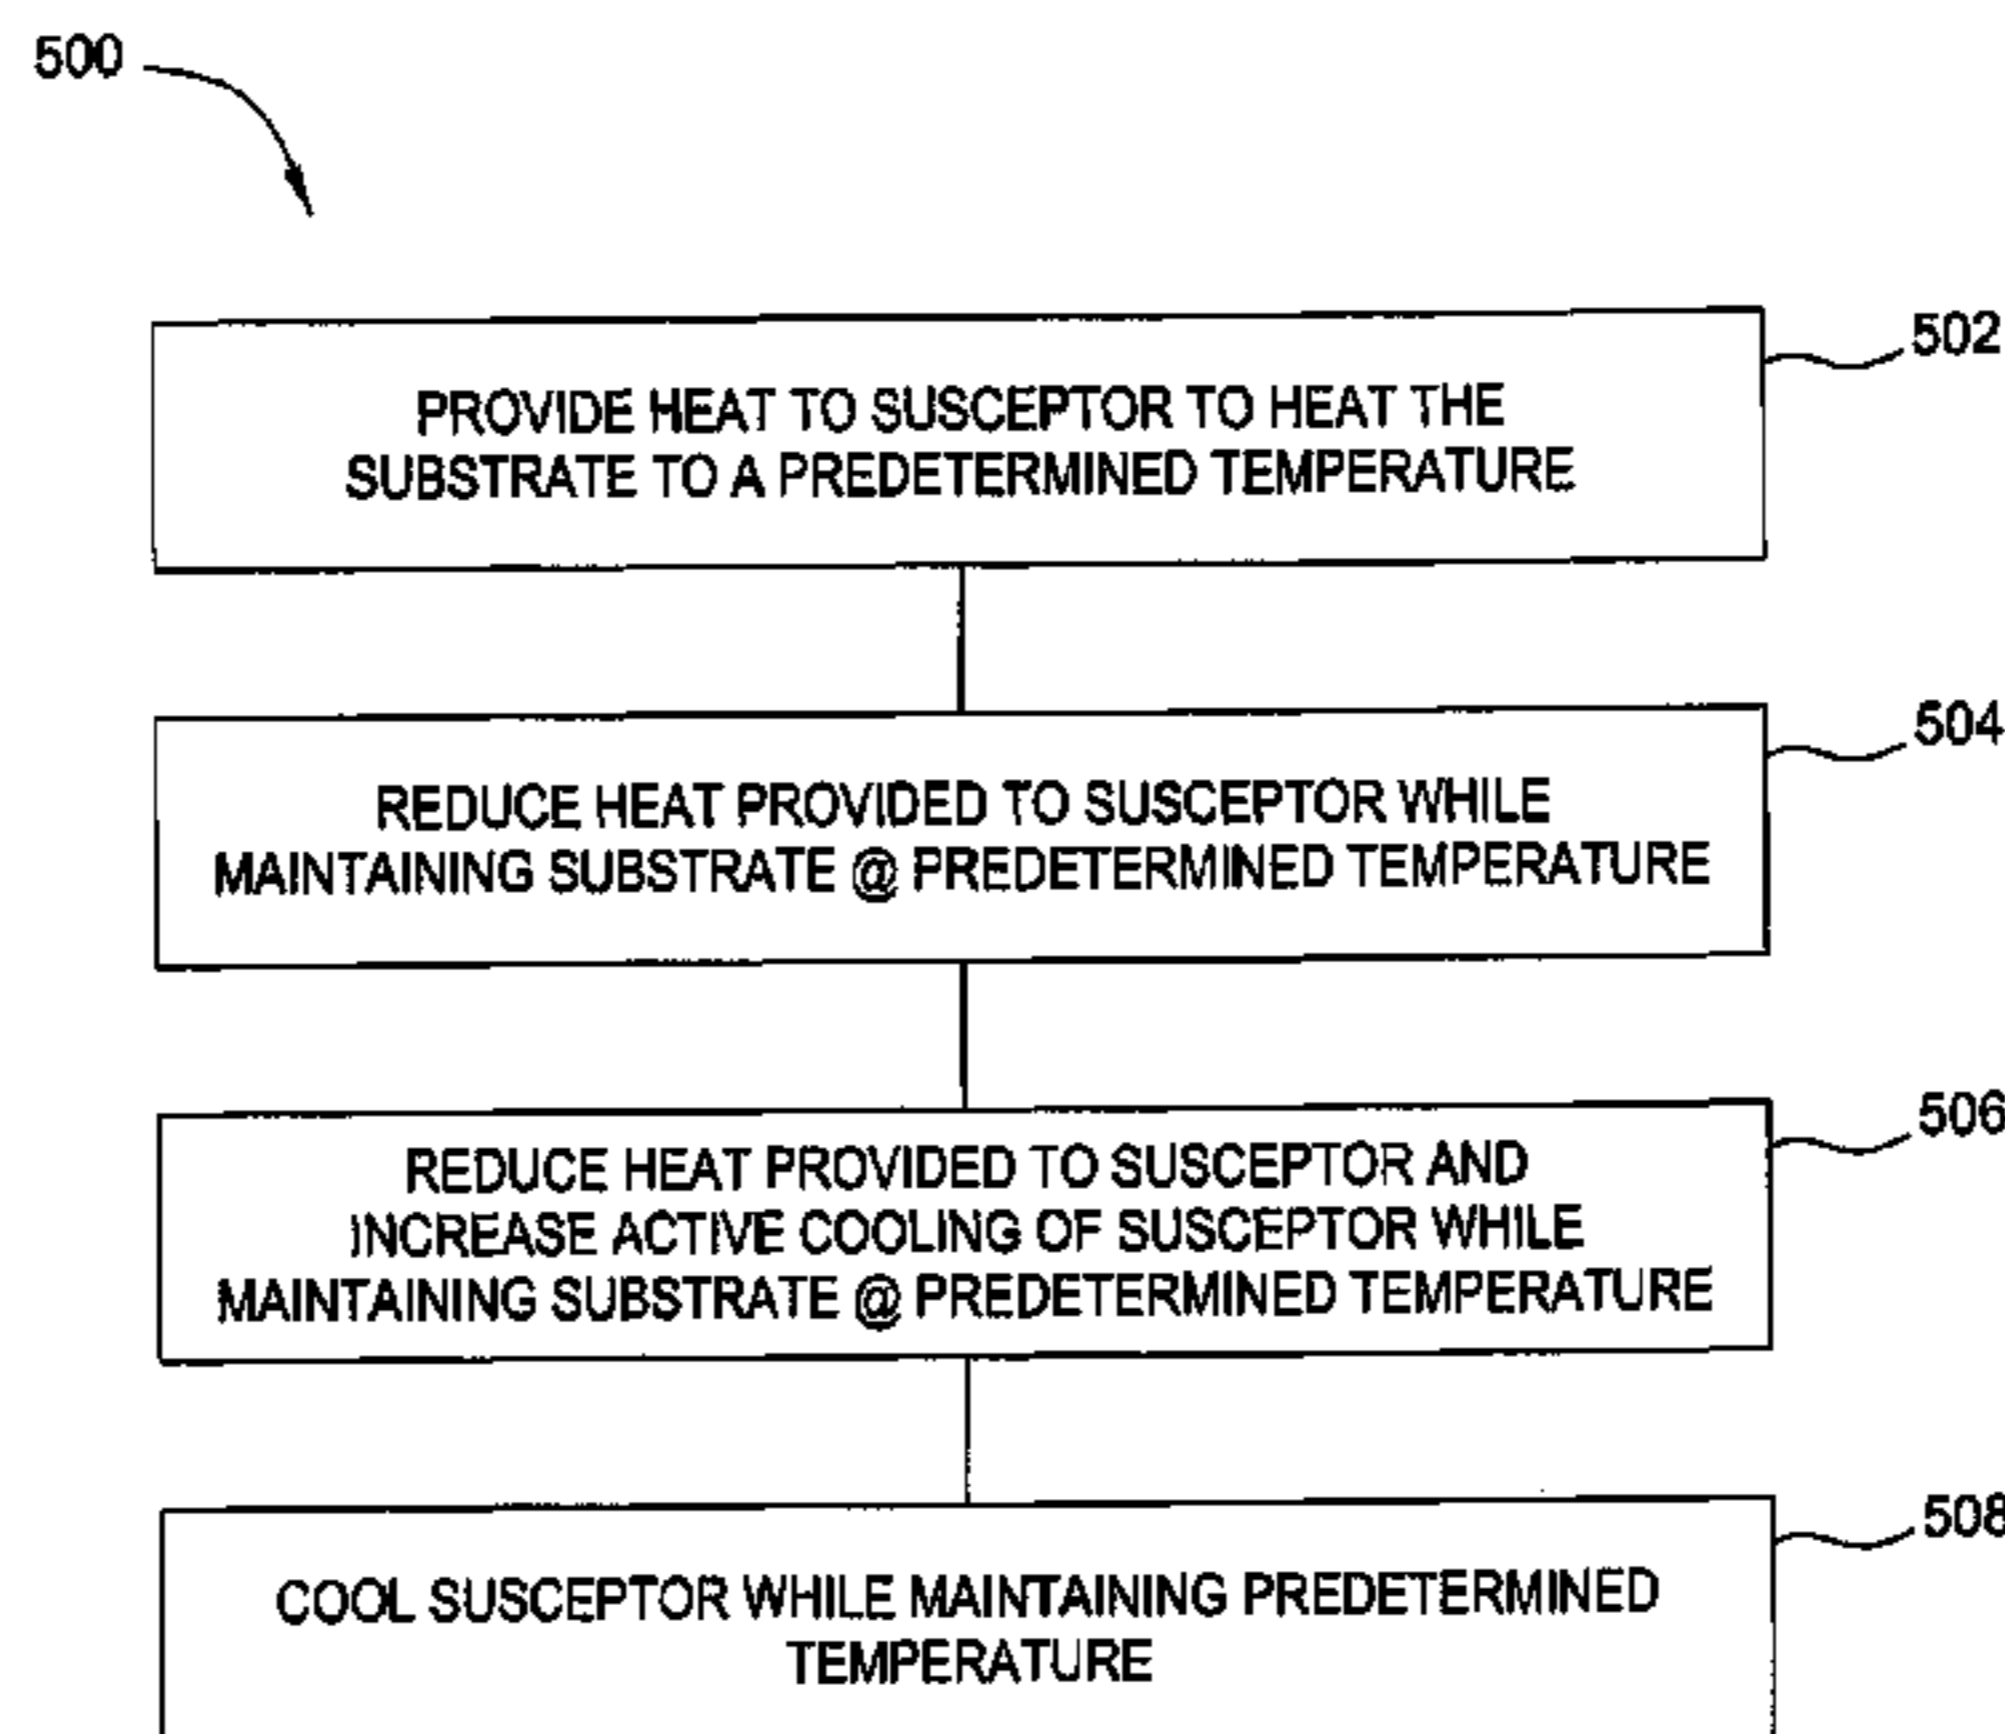 500
502
PROVIDE HEAT TO SUSCEPTOR TO HEAT THE
SUBSTRATE TO A PREDETERMINED TEMPERATURE
504
REDUCE HEAT PROVIDED TO SUSCEPTOR WHILE
MAINTAINING SUBSTRATE @ PREDETERMINED TEMPERATURE
506
REDUCE HEAT PROVIDED TO SUSCEPTOR AND
INCREASE ACTIVE COOLING OF SUSCEPTOR WHILE
MAINTAINING SUBSTRATE @ PREDETERMINED TEMPERATURE
508
COOL SUSCEPTOR WHILE MAINTAINING PREDETERMINED
TEMPERATURE